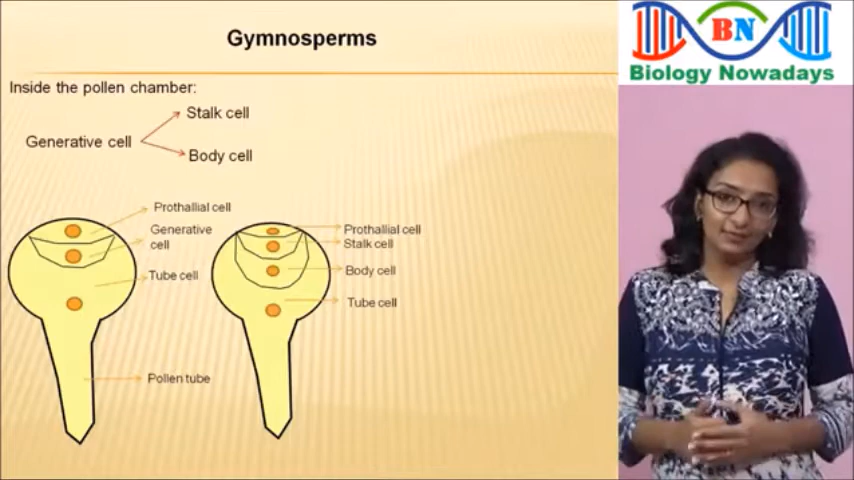 Gymnosperms
BN
Biology Nowadays
Inside the pollen chamber:
Stalk cell
Generative cell
Body cell
Prothallial cell
Generative
cell
Tube cell
Pollen tube
Prothallial cell
Stalk cell
Body cell
Tube cell